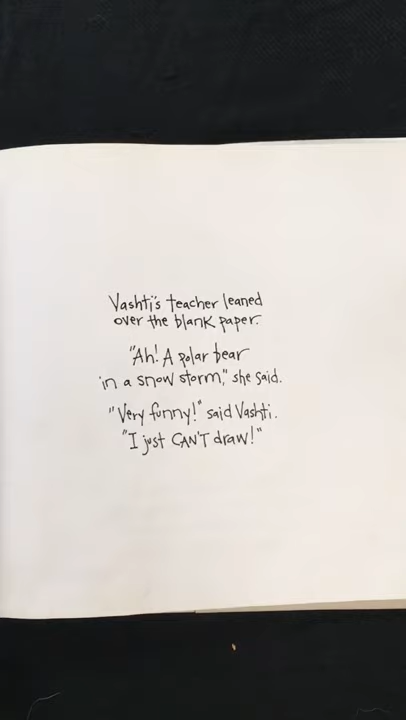 Vashti's teacher leaned
over the blank paper.
"Ah! A polar bear
in a snow storm," she said.
"Very funny!" said Vashti.
"I just CAN'T draw!"